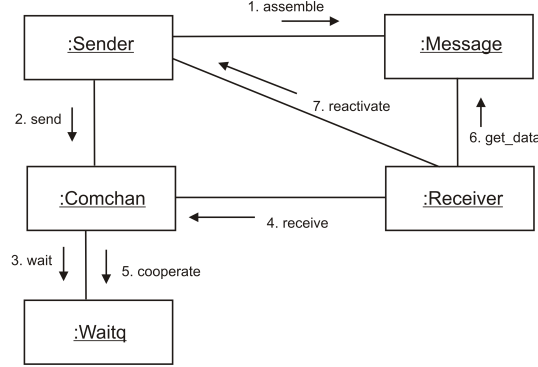 1. assemble
:Sender
:Message
7. reactivate
2. send
6. get_data
:Comchan
:Receiver
4. receive
3. wait
5. cooperate
:Waitq